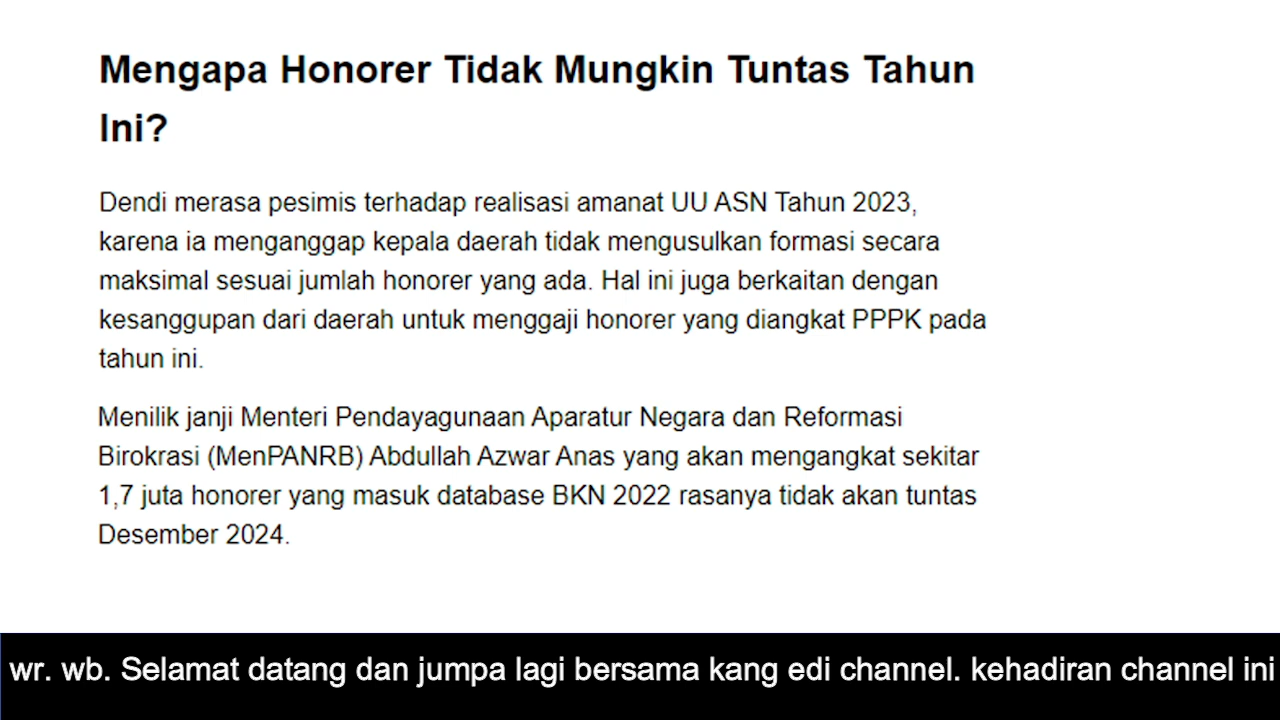 Mengapa Honorer Tidak Mungkin Tuntas Tahun
Ini?
Dendi merasa pesimis terhadap realisasi amanat UU ASN Tahun 2023,
karena ia menganggap kepala daerah tidak mengusulkan formasi secara
maksimal sesuai jumlah honorer yang ada. Hal ini juga berkaitan dengan
kesanggupan dari daerah untuk menggaji honorer yang diangkat PPPK pada
tahun ini.
Menilik janji Menteri Pendayagunaan Aparatur Negara dan Reformasi
Birokrasi (MenPANRB) Abdullah Azwar Anas yang akan mengangkat sekitar
1,7 juta honorer yang masuk database BKN 2022 rasanya tidak akan tuntas
Desember 2024.
wr. wb. Selamat datang dan jumpa lagi bersama kang edi channel. kehadiran channel ini